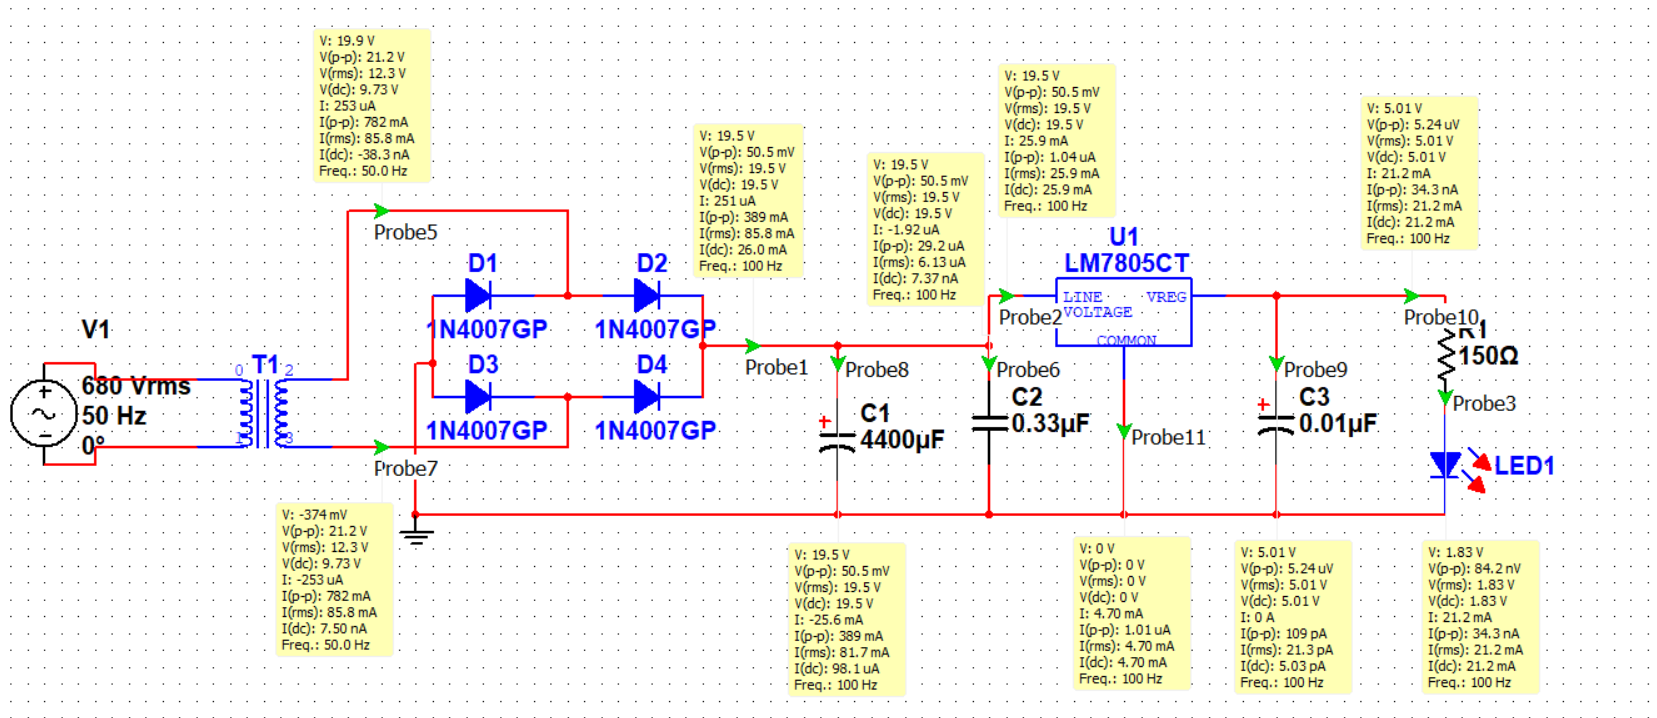 V: 19.9 V
V(p-p): 21.2 V
V(rms): 12.3 V
V(dc): 9.73 V
I: 253 uA
I(p-p): 782 mA
I(rms): 85.8 mA
I(dc): -38.3 nA
Freq.: 50.0 Hz
V: 19.5 V
V(p-p): 50.5 mV
V(rms): 19.5 V
V(dc): 19.5 V
I: 251 uA
I(p-p): 389 mA
I(rms): 85.8 mA
I(dc): 26.0 mA
Freq.: 100 Hz
V: 19.5 V
V(p-p): 50.5 mV
V(rms): 19.5 V
V(dc): 19.5 V
I: -1.92 uA
I(p-p): 29.2 uA
I(rms): 6.13 uA
I(dc): 7.37 nA
Freq.: 100 Hz
V: 19.5 V
V(p-p): 50.5 mV
V(rms): 19.5 V
V(dc): 19.5 V
I: 25.9 mA
I(p-p): 1.04 uA
I(rms): 25.9 mA
I(dc): 25.9 mA
Freq.: 100 Hz
V: 5.01 V
V(p-p): 5.24 uV
V(rms): 5.01 V
V(dc): 5.01 V
I: 21.2 mA
I(p-p): 34.3 nA
I(rms): 21.2 mA
I(dc): 21.2 mA
Freq.: 100 Hz
Probe5
U1
LM7805CT
LINE VREG
VOLTAGE
COMMON
D1
1N4007GP
D2
1N4007GP
D3
1N4007GP
D4
1N4007GP
Probe1
Probe2
Probe10
V1
680 Vrms
50 Hz
0°
T1
0
2
1
3
Probe8
Probe6
Probe9
R1
150Ω
Probe3
C1
4400µF
C2
0.33µF
C3
0.01µF
Probe11
LED1
Probe7
V: -374 mV
V(p-p): 21.2 V
V(rms): 12.3 V
V(dc): 9.73 V
I: -253 uA
I(p-p): 782 mA
I(rms): 85.8 mA
I(dc): 7.50 nA
Freq.: 50.0 Hz
V: 19.5 V
V(p-p): 50.5 mV
V(rms): 19.5 V
V(dc): 19.5 V
I: -25.6 mA
I(p-p): 389 mA
I(rms): 81.7 mA
I(dc): 98.1 uA
Freq.: 100 Hz
V: 0 V
V(p-p): 0 V
V(rms): 0 V
V(dc): 0 V
I: 4.70 mA
I(p-p): 1.01 uA
I(rms): 4.70 mA
I(dc): 4.70 mA
Freq.: 100 Hz
V: 5.01 V
V(p-p): 5.24 uV
V(rms): 5.01 V
V(dc): 5.01 V
I: 0 A
I(p-p): 109 pA
I(rms): 21.3 pA
I(dc): 5.03 pA
Freq.: 100 Hz
V: 1.83 V
V(p-p): 84.2 nV
V(rms): 1.83 V
V(dc): 1.83 V
I: 21.2 mA
I(p-p): 34.3 nA
I(rms): 21.2 mA
I(dc): 21.2 mA
Freq.: 100 Hz